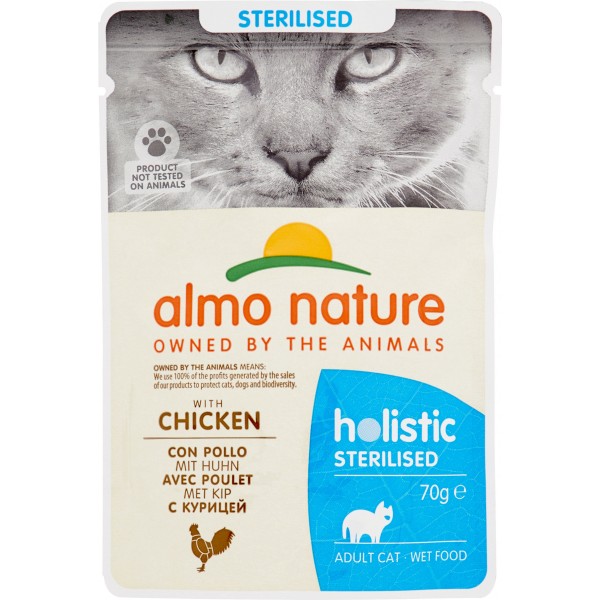 STERILISED
PRODUCT
NOT TESTED
ON ANIMALS
almo nature
OWNED BY THE ANIMALS
OWNED BY THE ANIMALS MEANS:
We use 100% of the profits generated by the sales
of our products to protect cats, dogs and biodiversity.
WITH
CHICKEN
CON POLLO
MIT HUHN
AVEC POULET
MET KIP
С КУРИЦЕЙ
holistic
STERILISED
70g ℮
ADULT CAT - WET FOOD